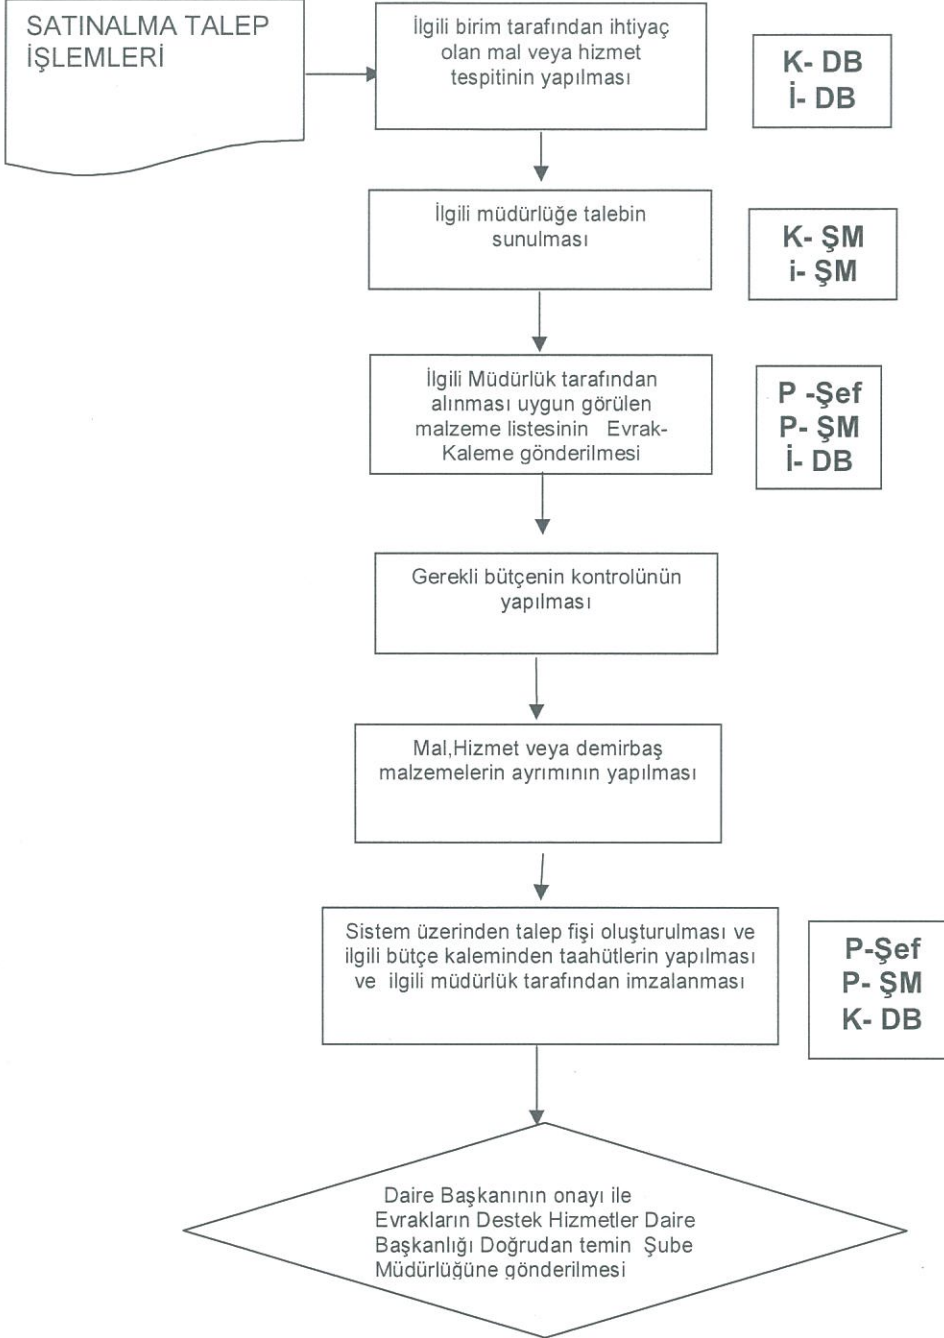 SATINALMA TALEP
İŞLEMLERİ
İlgili birim tarafından ihtiyaç
olan mal veya hizmet
tespitinin yapılması
K- DB
İ- DB
İlgili müdürlüğe talebin
sunulması
K- ŞM
i- ŞM
İlgili Müdürlük tarafından
alınması uygun görülen
malzeme listesinin Evrak-
Kaleme gönderilmesi
P -Şef
P- ŞM
İ- DB
Gerekli bütçenin kontrolünün
yapılması
Mal,Hizmet veya demirbaş
malzemelerin ayrımının yapılması
Sistem üzerinden talep fişi oluşturulması ve
ilgili bütçe kaleminden taahütlerin yapılması
ve ilgili müdürlük tarafından imzalanması
P-Şef
P- ŞM
K- DB
Daire Başkanının onayı ile
Evrakların Destek Hizmetler Daire
Başkanlığı Doğrudan temin Şube
Müdürlüğüne gönderilmesi